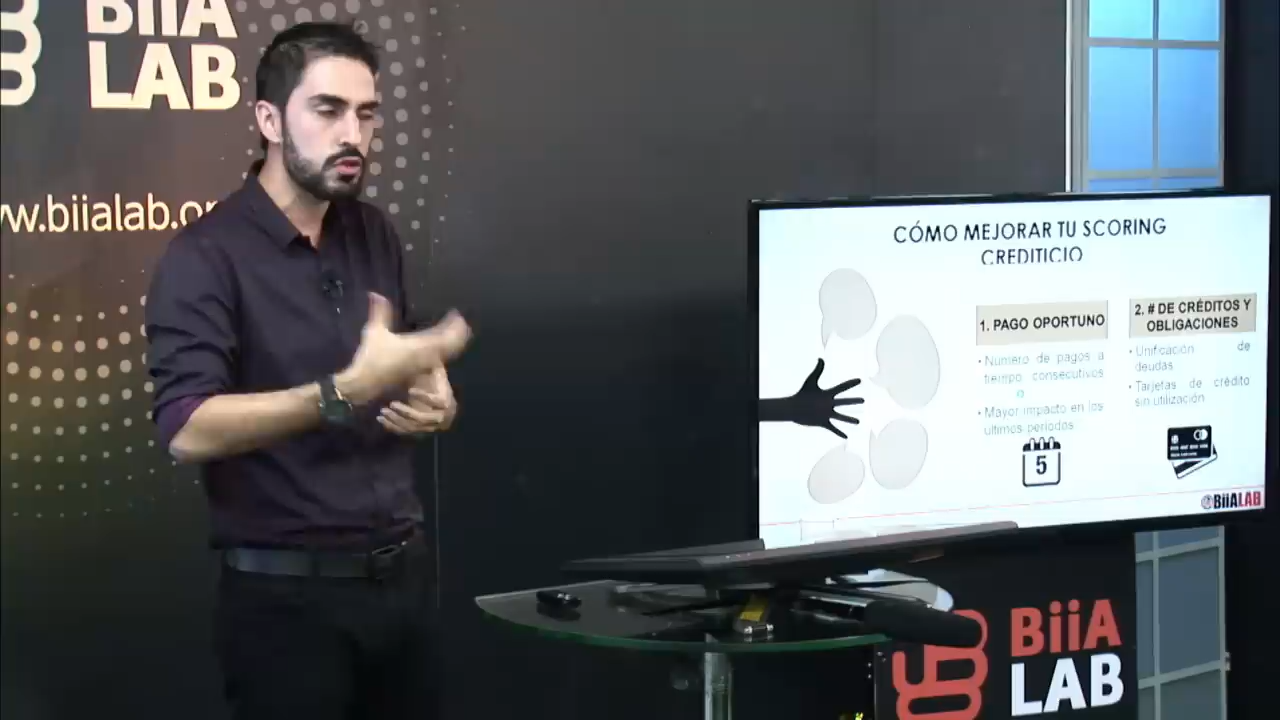 BiiA
LAB
www.biialab.or
CÓMO MEJORAR TU SCORING
CREDITICIO
1. PAGO OPORTUNO
• Numero de pagos a
tiempo consecutivos
• Mayor impacto en los
últimos periodos
5
2. # DE CRÉDITOS Y
OBLIGACIONES
• Unificación de
deudas
• Tarjetas de crédito
sin utilización
BiiALAB
BiiA
LAB